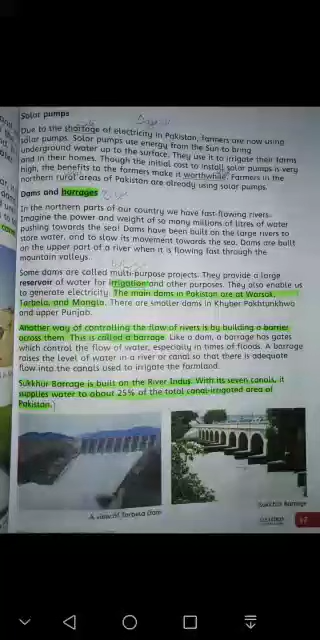 Solar pumps
Due to the shortage of electricity in Pakistan, farmers are now using
solar pumps. Solar pumps use energy from the Sun to bring
underground water up to the surface. They use it to irrigate their farms
and in their homes. Though the initial cost to install solar pumps is very
high, the benefits to the farmers make it worthwhile. Farmers in the
northern rural areas of Pakistan are already using solar pumps.
Dams and barrages
In the northern parts of our country we have fast-flowing rivers.
Imagine the power and weight of so many millions of litres of water
pushing towards the sea! Dams have been built on the large rivers to
store water, and to slow its movement towards the sea. Dams are built
on the upper part of a river when it is flowing fast through the
mountain valleys.
Some dams are called multi-purpose projects. They provide a large
reservoir of water for irrigation and other purposes. They also enable us
to generate electricity. The main dams in Pakistan are at Warsak,
Tarbela, and Mangla. There are smaller dams in Khyber Pakhtunkhwa
and upper Punjab.
Another way of controlling the flow of rivers is by building a barrier
across them. This is called a barrage. Like a dam, a barrage has gates
which control the flow of water, especially in times of floods. A barrage
raises the level of water in a river or canal so that there is adequate
flow into the canals used to irrigate the farmland.
Sukkur Barrage is built on the River Indus. With its seven canals, it
supplies water to about 25% of the total canal-irrigated area of
Pakistan.
A view of Tarbela Dam
Sukkur Barrage
OXFORD